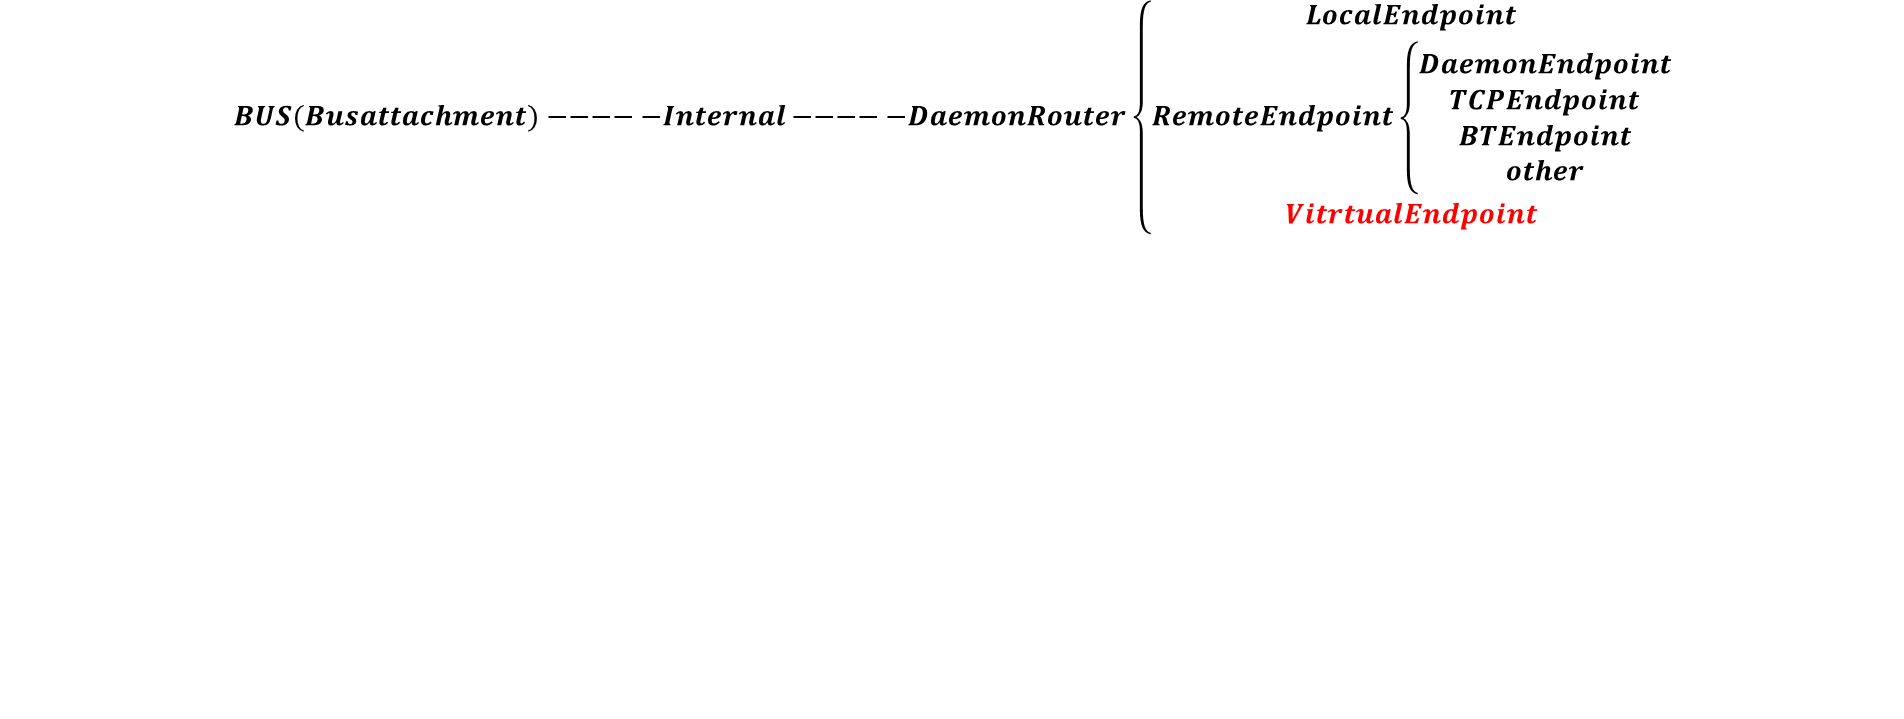 LocalEndpoint
DaemonEndpoint
TCPEndpoint
BUS(Busattachment) −−−− −Internal −−−− −DaemonRouter RemoteEndpoint
BTEndpoint
other
VitrtualEndpoint